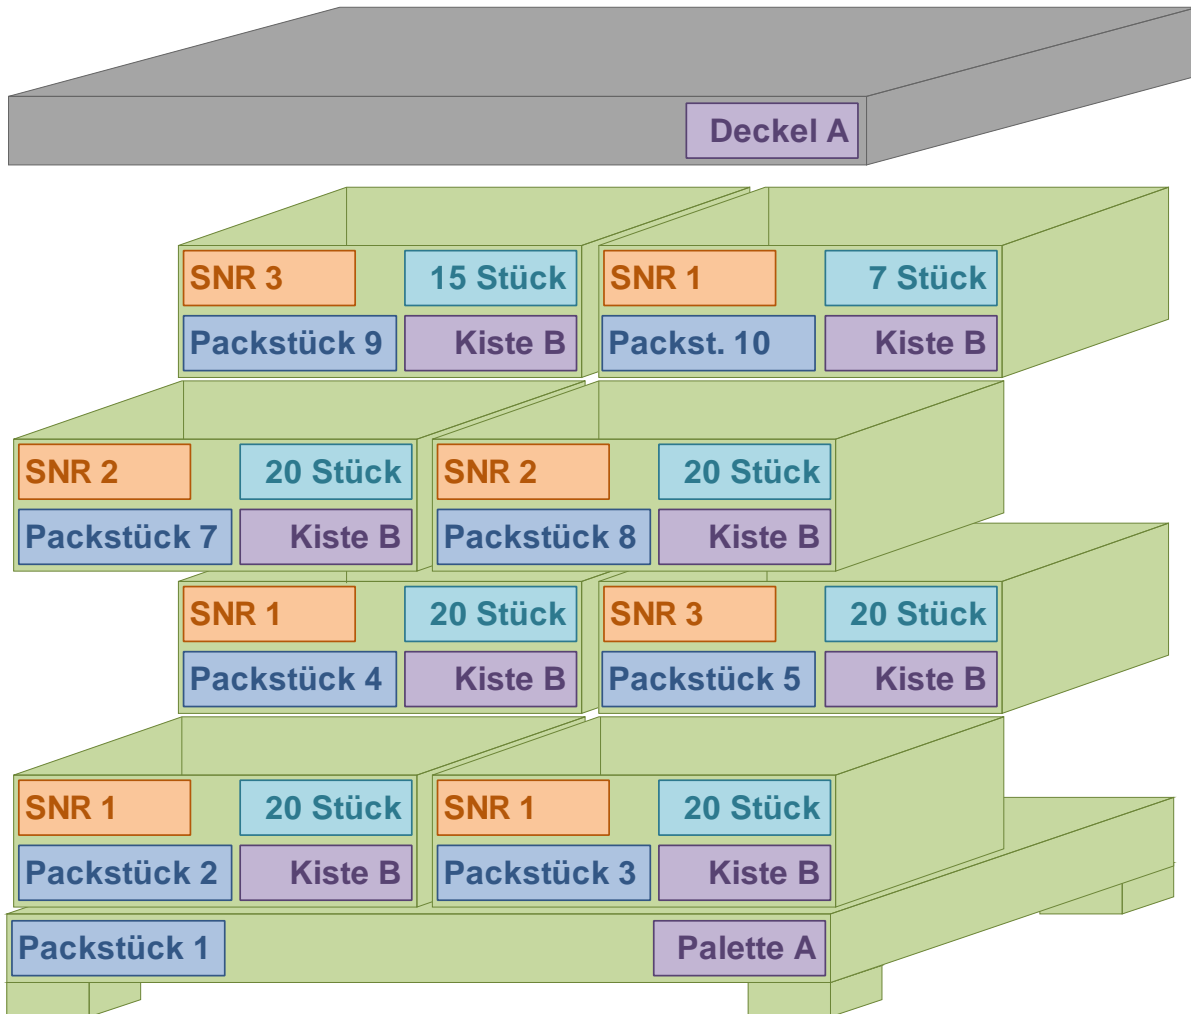 Deckel A
SNR 3 15 Stück SNR 1 7 Stück
Packstück 9 Kiste B Packst. 10 Kiste B
SNR 2 20 Stück SNR 2 20 Stück
Packstück 7 Kiste B Packstück 8 Kiste B
SNR 1 20 Stück SNR 3 20 Stück
Packstück 4 Kiste B Packstück 5 Kiste B
SNR 1 20 Stück SNR 1 20 Stück
Packstück 2 Kiste B Packstück 3 Kiste B
Packstück 1 Palette A